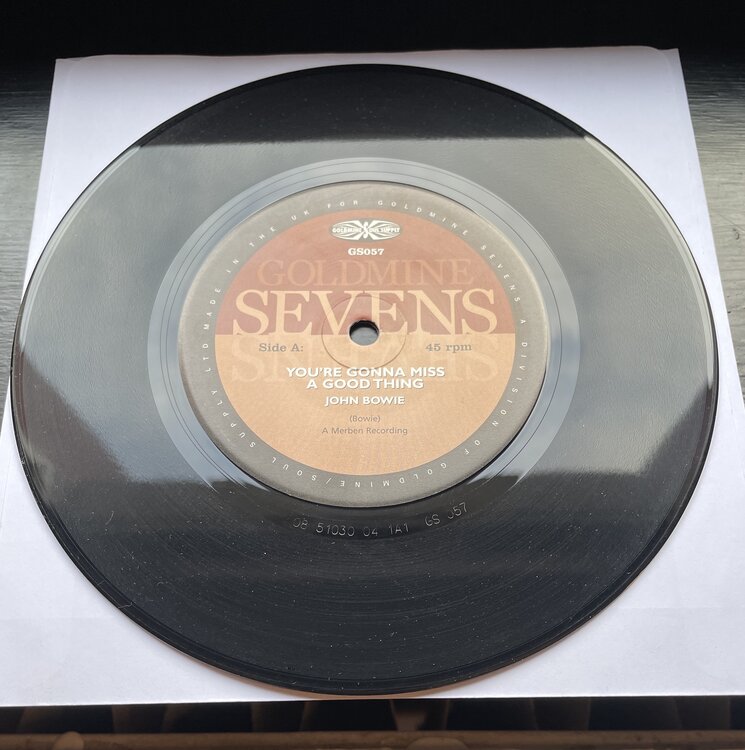 GOLDMINE SOUL SUPPLY
GS057
GOLDMINE
SEVENS
SEVENS
Side A: 45 rpm
YOU'RE GONNA MISS
A GOOD THING
JOHN BOWIE
(Bowie)
A Merben Recording
MADE IN THE UK FOR GOLDMINE SEVENS A DIVISION OF GOLDMINE/SOUL SUPPLY LTD
51030 04 1A1 GS 057